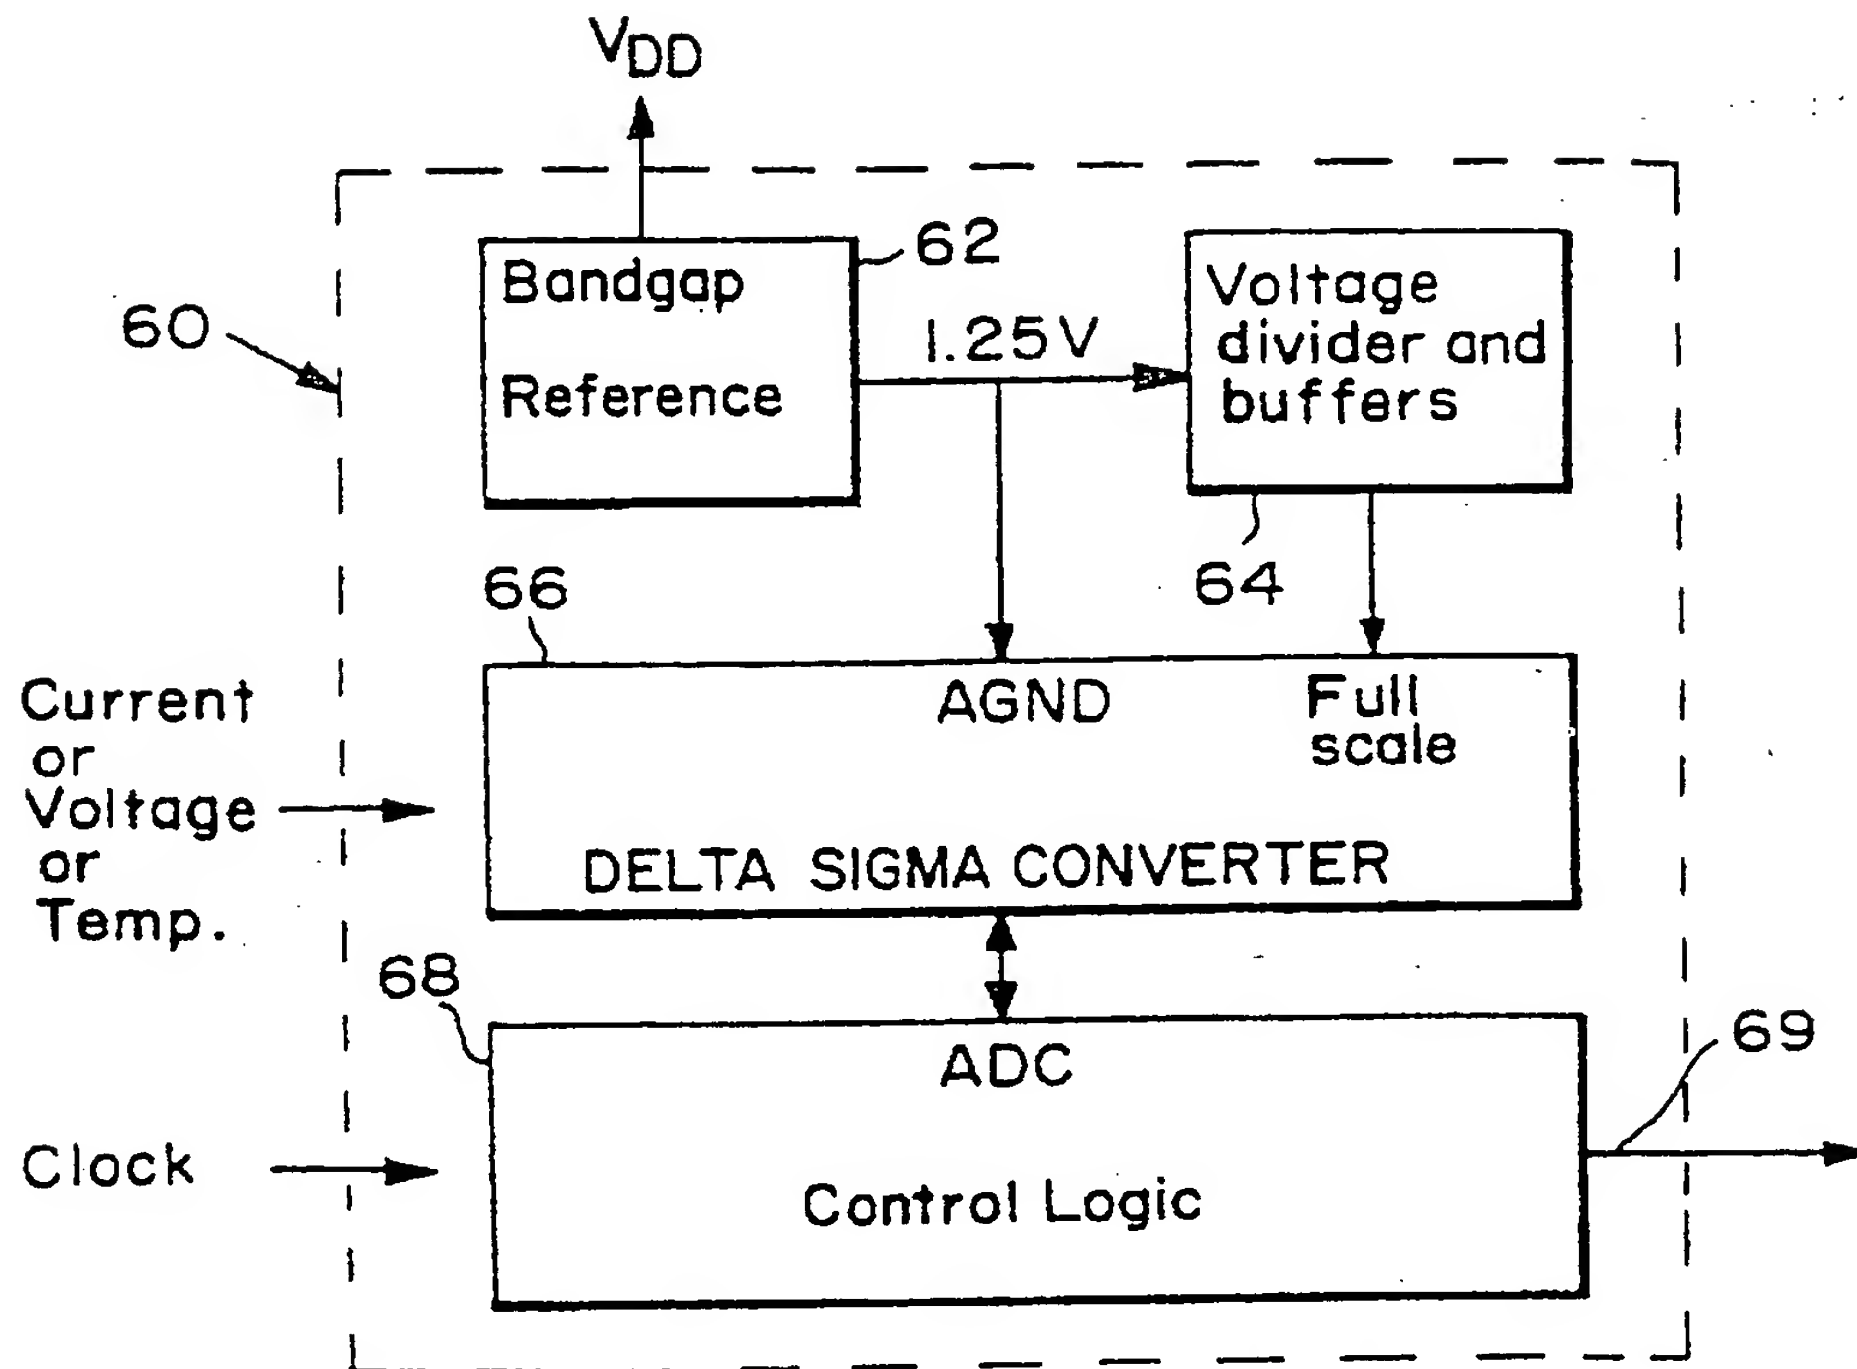 VDD
62
Bandgap
Reference
1.25V
Voltage
divider and
buffers
60
64
66
AGND
Full
scale
Current
or
Voltage
or
Temp.
DELTA SIGMA CONVERTER
68
ADC
69
Clock
Control Logic